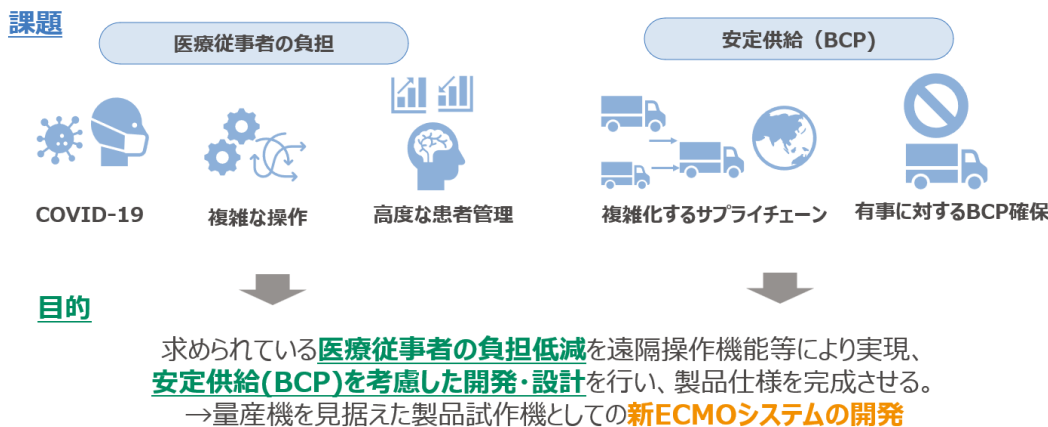 課題
医療従事者の負担
安定供給（BCP)
COVID-19
複雑な操作
高度な患者管理
複雑化するサプライチェーン
有事に対するBCP確保
目的
求められている医療従事者の負担低減を遠隔操作機能等により実現、
安定供給(BCP)を考慮した開発・設計を行い、製品仕様を完成させる。
→量産機を見据えた製品試作機としての新ECMOシステムの開発